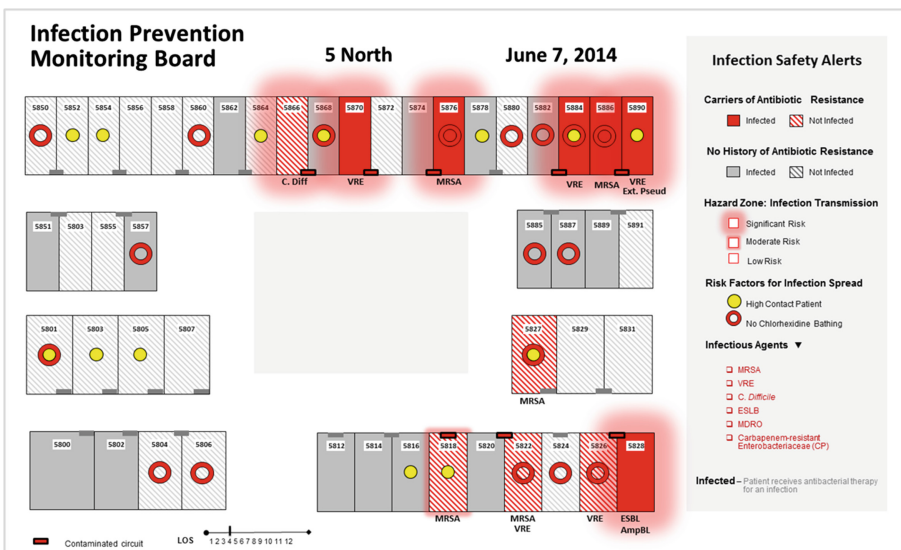 Infection Prevention
Monitoring Board
5 North
June 7, 2014
5850 5852 5854 5856 5858 5860 5862 5864 5866 5868 5870 5872 5874 5876 5878 5880 5882 5884 5886 5890
C. Diff VRE MRSA VRE MRSA VRE
Ext. Pseud
5851 5803 5855 5857
5885 5887 5889 5891
5801 5803 5805 5807
5827 5829 5831
MRSA
5800 5802 5804 5806
5812 5814 5816 5818 5820 5822 5824 5826 5828
MRSA MRSA VRE ESBL
VRE AmpBL
Contaminated circuit
LOS 1 2 3 4 5 6 7 8 9 10 11 12
Infection Safety Alerts
Carriers of Antibiotic Resistance
Infected Not Infected
No History of Antibiotic Resistance
Infected Not Infected
Hazard Zone: Infection Transmission
Significant Risk
Moderate Risk
Low Risk
Risk Factors for Infection Spread
High Contact Patient
No Chlorhexidine Bathing
Infectious Agents ▼
MRSA
VRE
C. Difficile
ESLB
MDRO
Carbapenem-resistant
Enterobacteriaceae (CP)
Infected – Patient receives antibacterial therapy
for an infection